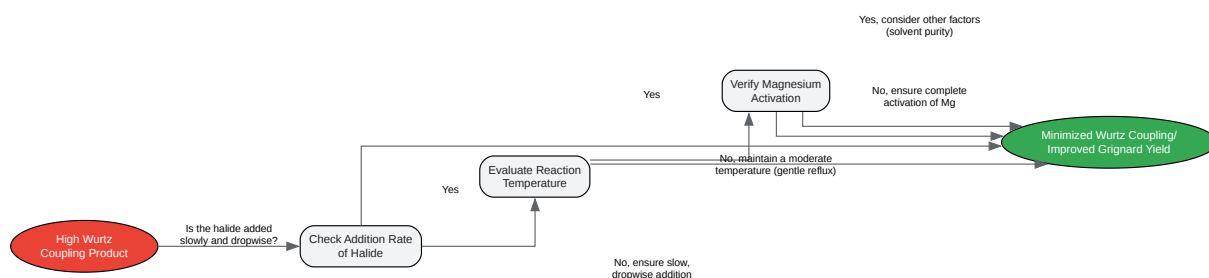 Yes, consider other factors
(solvent purity)
Verify Magnesium
Activation
Yes
No, ensure complete
activation of Mg
Minimized Wurtz Coupling/
Improved Grignard Yield
No, maintain a moderate
temperature (gentle reflux)
Evaluate Reaction
Temperature
Yes
Is the halide added
slowly and dropwise?
High Wurtz
Coupling Product
Check Addition Rate
of Halide
No, ensure slow,
dropwise addition